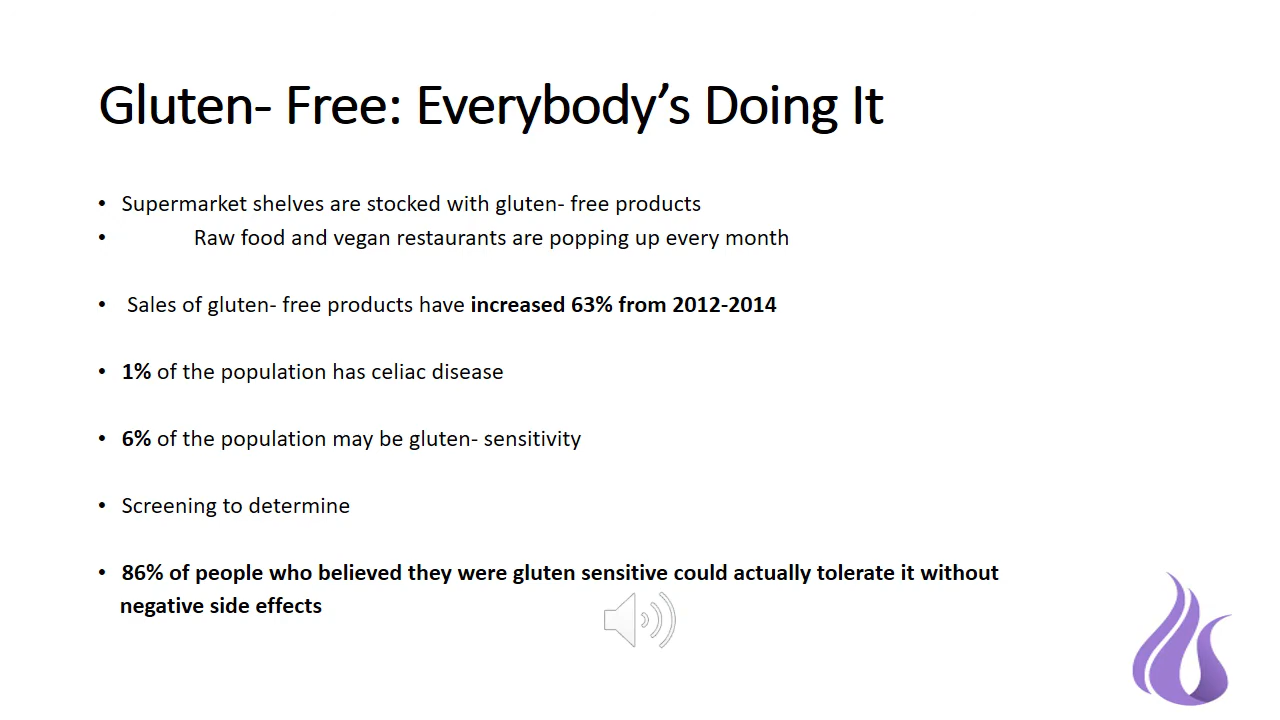 Gluten- Free: Everybody’s Doing It
• Supermarket shelves are stocked with gluten- free products
• Raw food and vegan restaurants are popping up every month
• Sales of gluten- free products have increased 63% from 2012-2014
• 1% of the population has celiac disease
• 6% of the population may be gluten- sensitivity
• Screening to determine
• 86% of people who believed they were gluten sensitive could actually tolerate it without
negative side effects